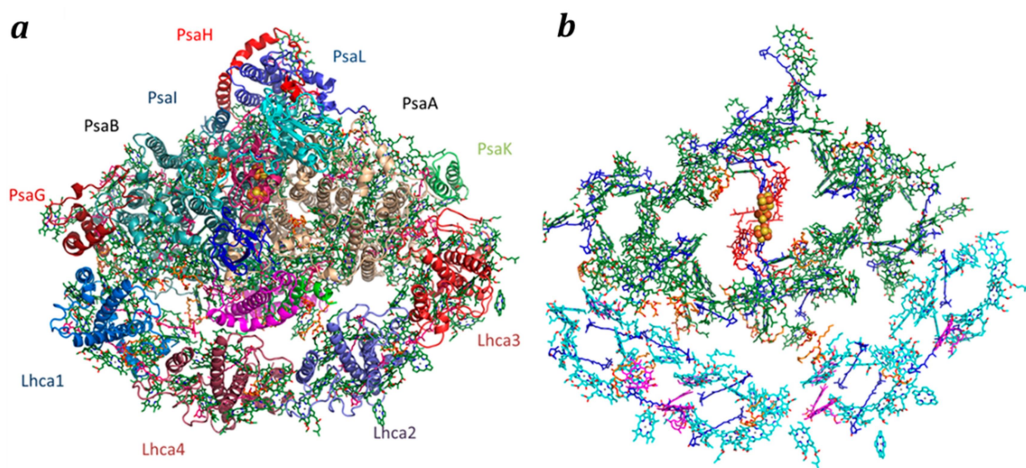 a
b
PsaH
PsaL
PsaI
PsaA
PsaB
PsaK
PsaG
Lhca1
Lhca3
Lhca4
Lhca2